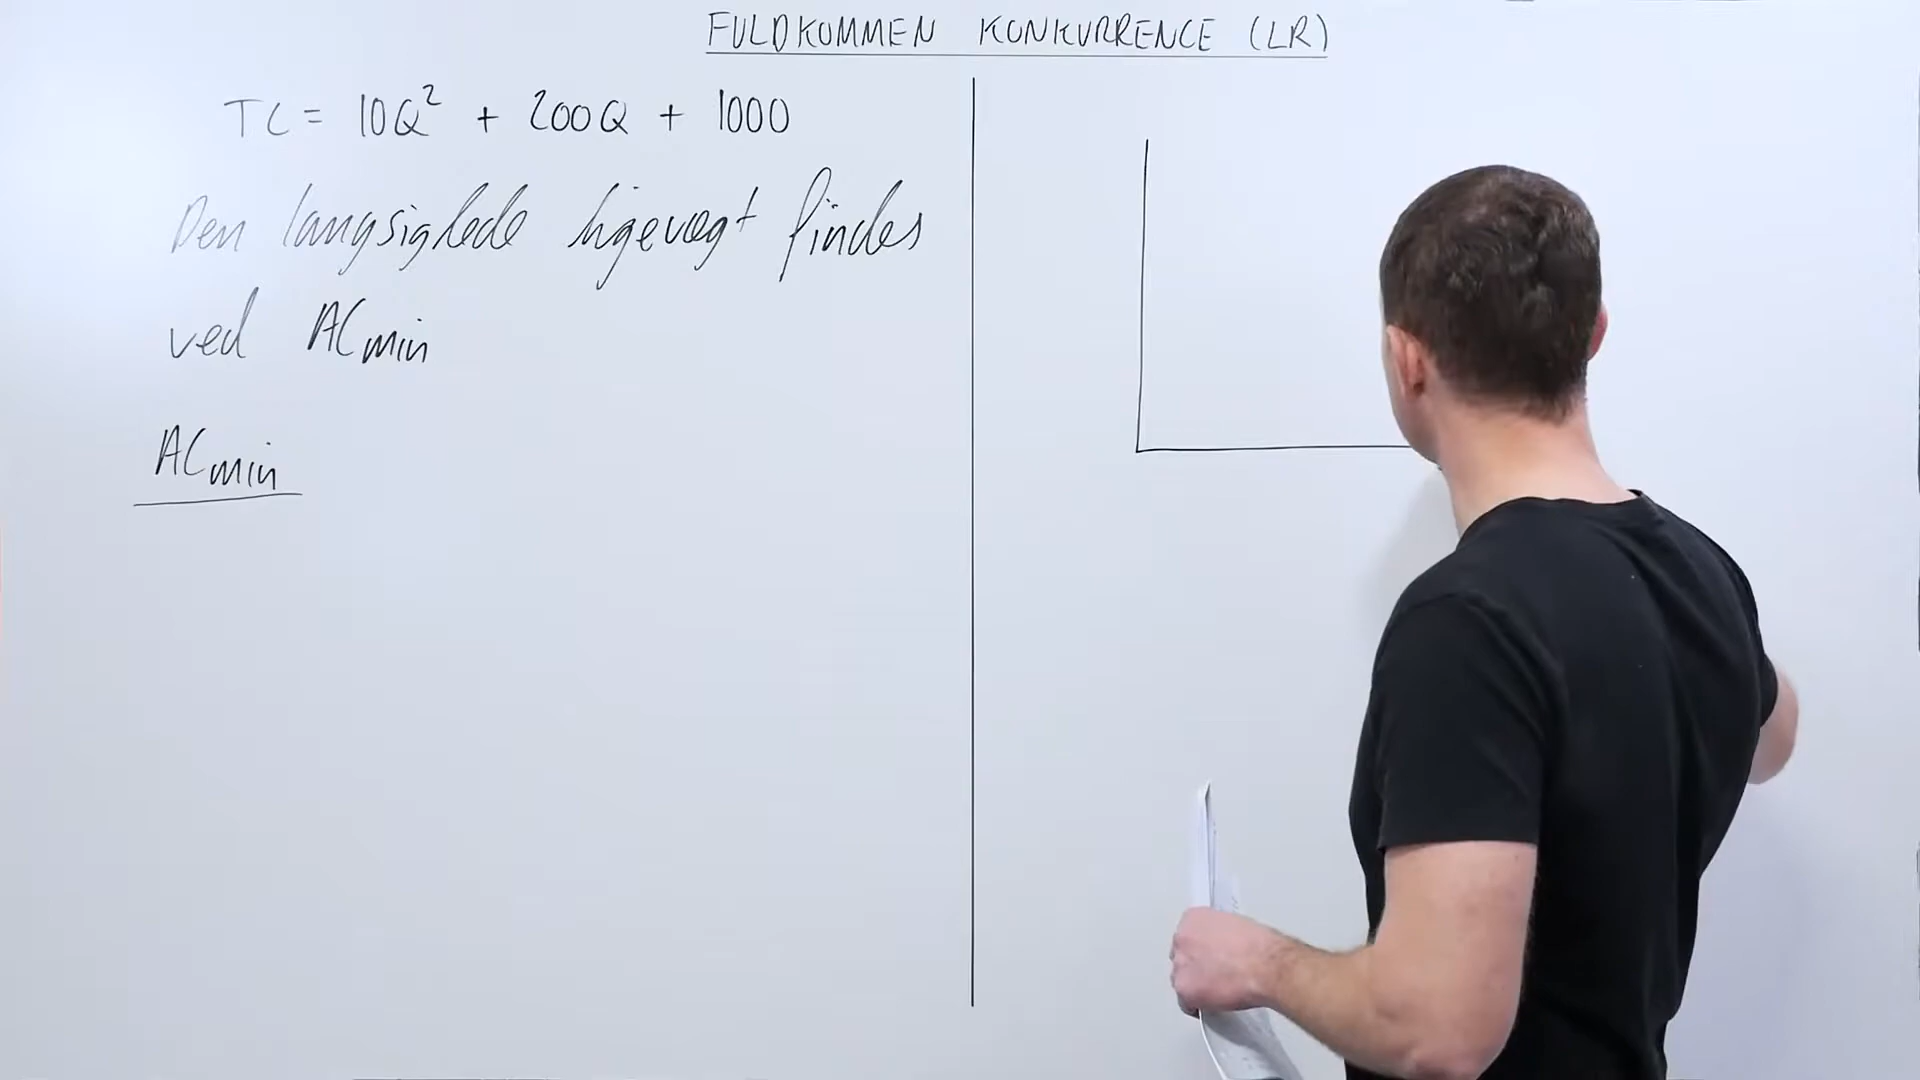 FULDKOMMEN KONKURRENCE (LR)
TC = 10Q² + 200Q + 1000
Den langsigtede ligevægt findes
ved ACmin
ACmin